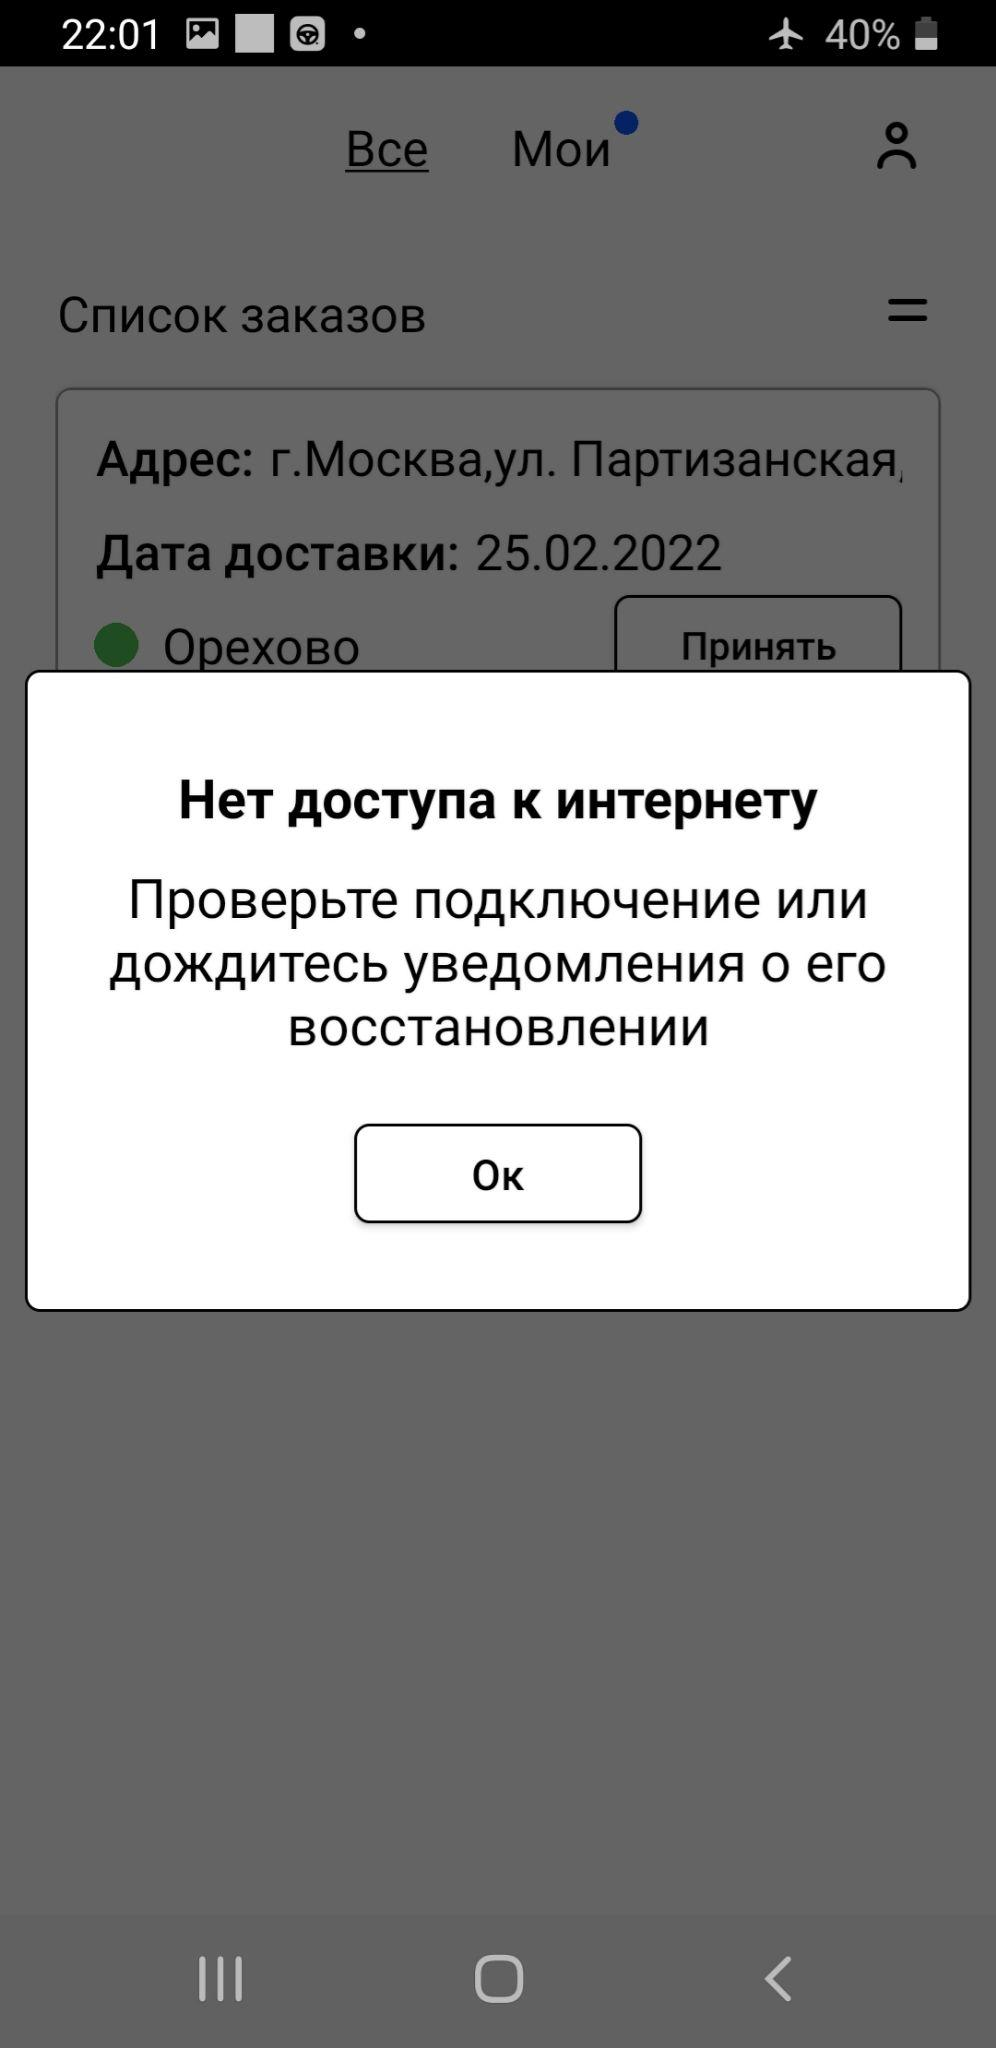 22:01
40%
Все Мои
Список заказов
Адрес: г.Москва,ул. Партизанская,
Дата доставки: 25.02.2022
Орехово
Принять
Нет доступа к интернету
Проверьте подключение или
дождитесь уведомления о его
восстановлении
Ок